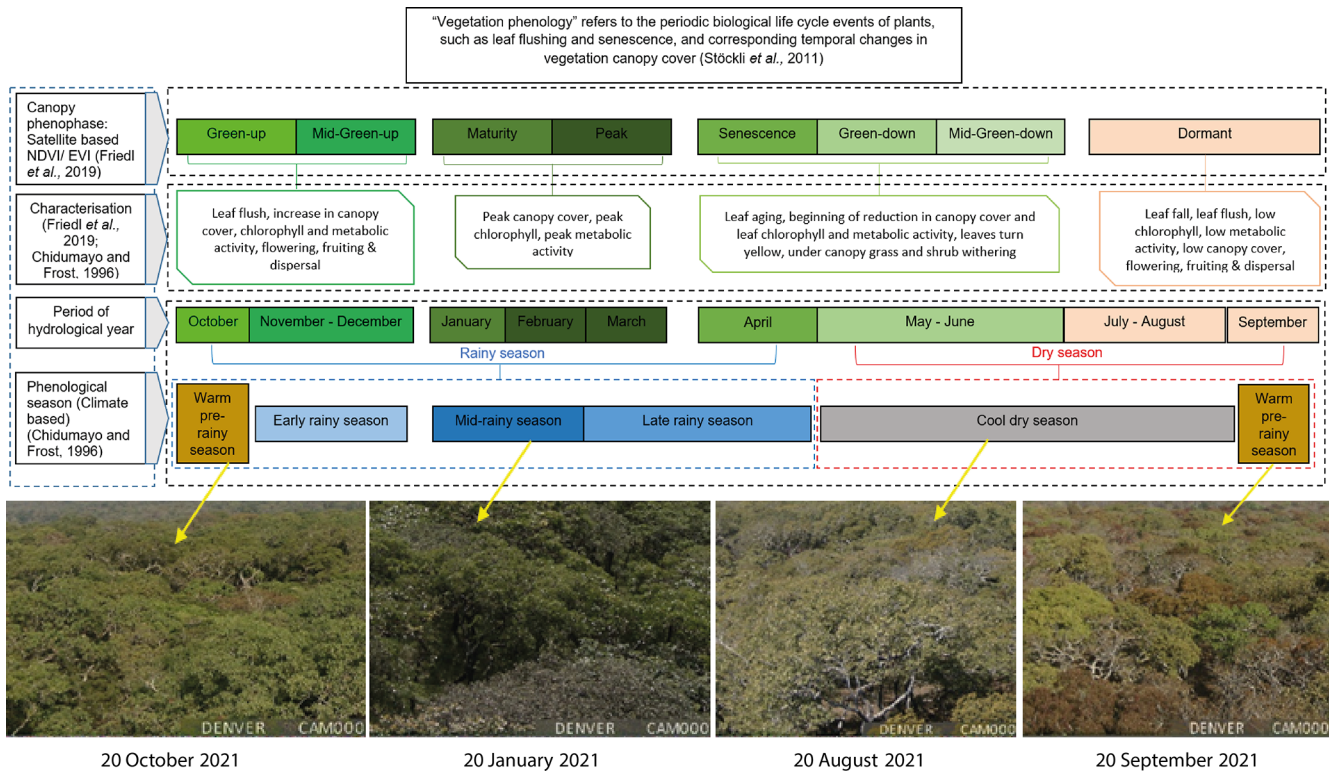 “Vegetation phenology” refers to the periodic biological life cycle events of plants,
such as leaf flushing and senescence, and corresponding temporal changes in
vegetation canopy cover (Stöckli et al., 2011)
Canopy
phenophase:
Satellite based
NDVI/ EVI (Friedl
et al., 2019)
Green-up
Mid-Green-up
Maturity
Peak
Senescence
Green-down
Mid-Green-down
Dormant
Characterisation
(Friedl et al.,
2019;
Chidumayo and
Frost, 1996)
Leaf flush, increase in canopy
cover, chlorophyll and metabolic
activity, flowering, fruiting &
dispersal
Peak canopy cover, peak
chlorophyll, peak metabolic
activity
Leaf aging, beginning of reduction in canopy cover and
leaf chlorophyll and metabolic activity, leaves turn
yellow, under canopy grass and shrub withering
Leaf fall, leaf flush, low
chlorophyll, low metabolic
activity, low canopy cover,
flowering, fruiting & dispersal
Period of
hydrological year
October
November - December
January
February
March
April
May - June
July - August
September
Rainy season
Dry season
Phenological
season (Climate
based)
(Chidumayo and
Frost, 1996)
Warm
pre-
rainy
season
Early rainy season
Mid-rainy season
Late rainy season
Cool dry season
Warm
pre-
rainy
season
DENVER CAM000
DENVER CAM000
DENVER CAM000
DENVER CAM000
20 October 2021
20 January 2021
20 August 2021
20 September 2021